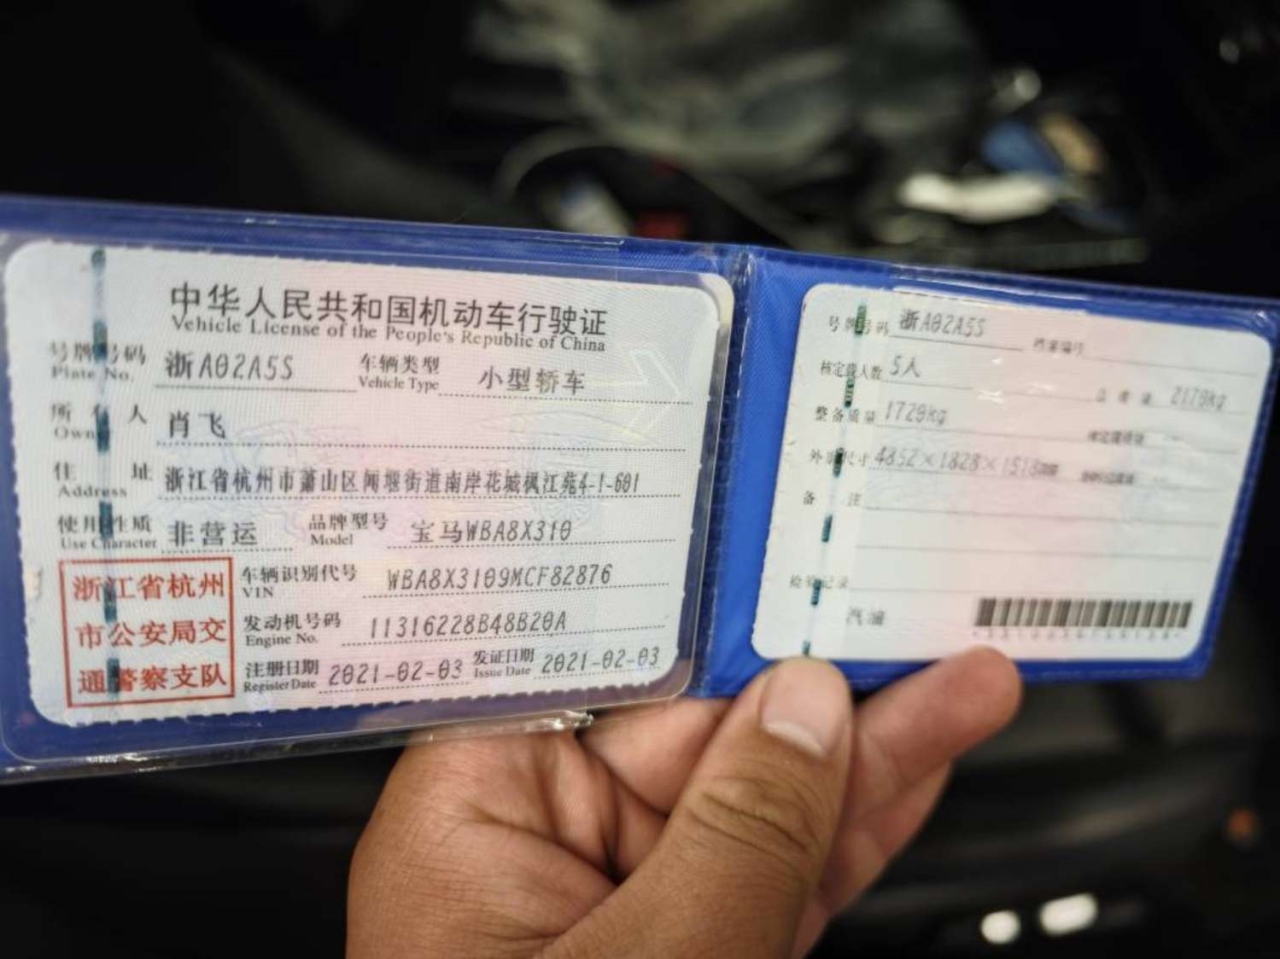 中华人民共和国机动车行驶证
Vehicle License of the People's Republic of China
号牌号码 浙A02A5S 车辆类型 小型轿车
Plate No. Vehicle Type
所有人 肖飞
Owner
住址 浙江省杭州市萧山区闻堰街道南岸花城枫江苑4-1-601
Address
使用性质 非营运 品牌型号 宝马WBA8X310
Use Character Model
浙江省杭州
市公安局交
通警察支队
车辆识别代号 WBA8X3109MCF82876
VIN
发动机号码 11316228B48B20A
Engine No.
注册日期 2021-02-03 发证日期 2021-02-03
Register Date Issue Date
号牌号码 浙A02A5S 档案编号
核定载人数 5人 总质量 2170kg
整备质量 1720kg 核定载质量
外廓尺寸 4852×1828×1518
备注
检验记录
汽油